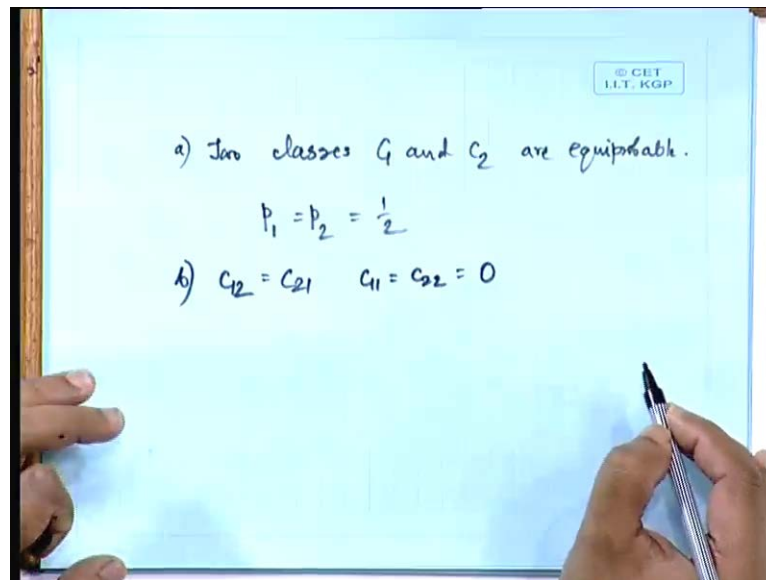 © CET
I.I.T. KGP
a) Two classes C₁ and C₂ are equiprobable.
p₁ = p₂ = 1/2
b) C₁₂ = C₂₁ C₁₁ = C₂₂ = 0